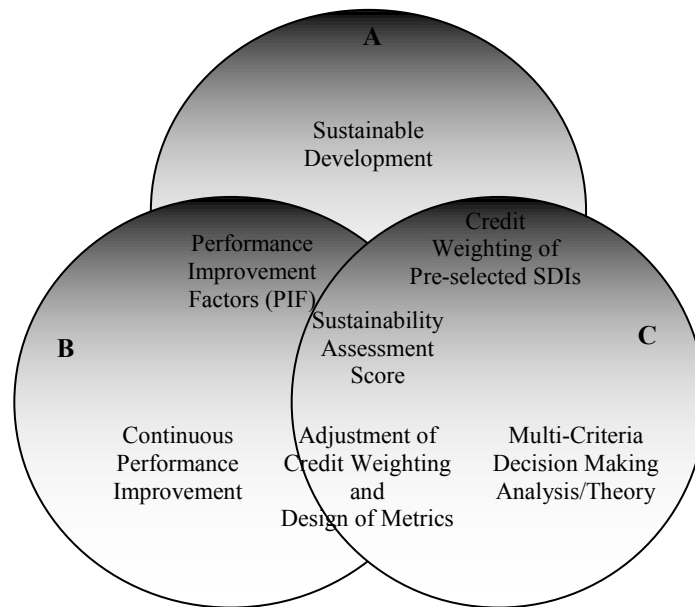 A
Sustainable
Development
Performance
Improvement
Factors (PIF)
Credit
Weighting of
Pre-selected SDIs
Sustainability
Assessment
Score
B
C
Continuous
Performance
Improvement
Adjustment of
Credit Weighting
and
Design of Metrics
Multi-Criteria
Decision Making
Analysis/Theory